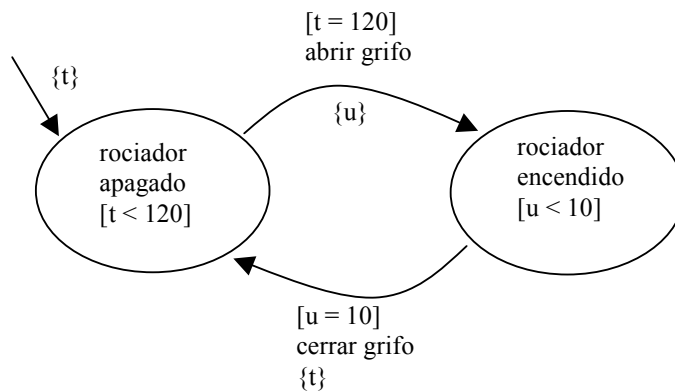 [t = 120]
abrir grifo
{t}
{u}
rociador
apagado
[t < 120]
rociador
encendido
[u < 10]
[u = 10]
cerrar grifo
{t}